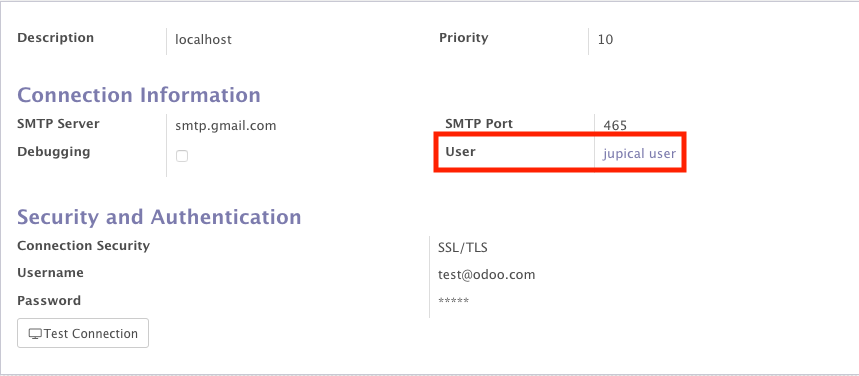 Description localhost Priority 10
Connection Information
SMTP Server smtp.gmail.com SMTP Port 465
Debugging User jupical user
Security and Authentication
Connection Security SSL/TLS
Username test@odoo.com
Password *****
Test Connection